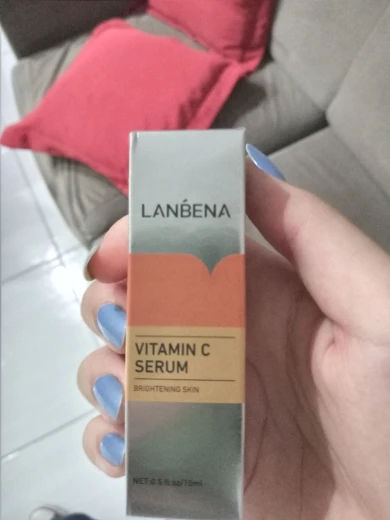 LANBENA
VITAMIN C
SERUM
BRIGHTENING SKIN
NET 0.5 fl.oz/15ml